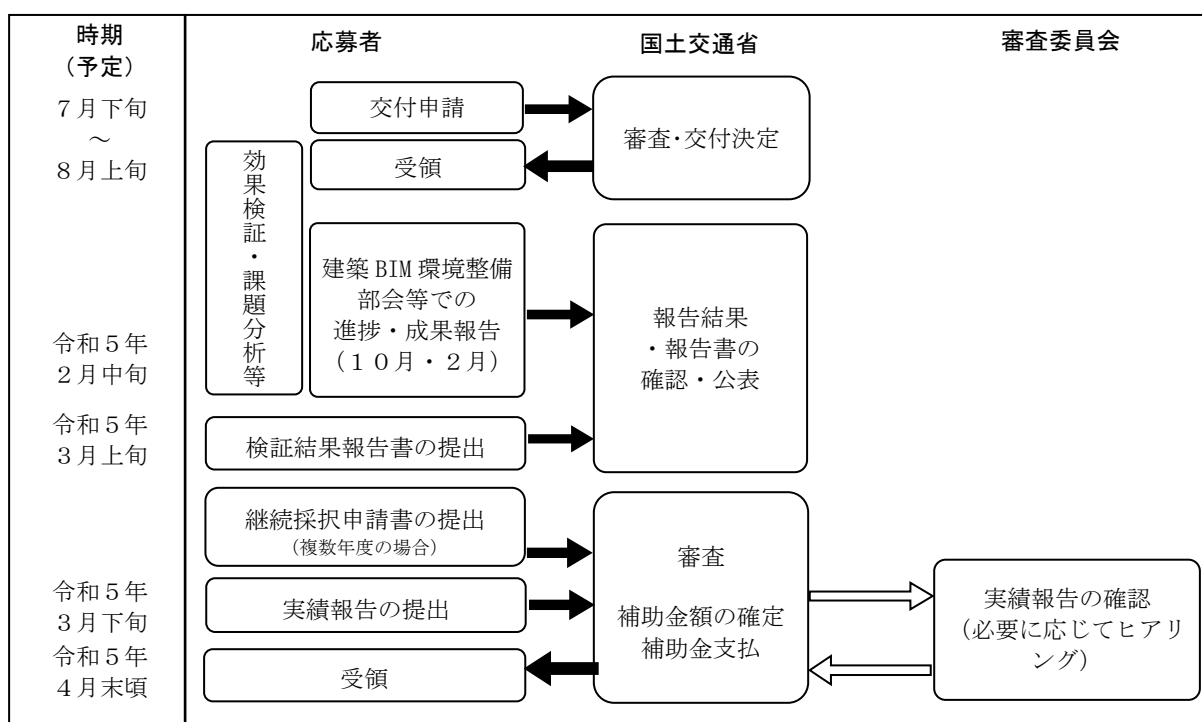 時期
(予定)
応募者
国土交通省
審査委員会
7月下旬
~
8月上旬
交付申請
審査・交付決定
受領
効果検証・課題分析等
建築 BIM 環境整備
部会等での
進捗・成果報告
(10月・2月)
報告結果
・報告書の
確認・公表
令和5年
2月中旬
令和5年
3月上旬
検証結果報告書の提出
継続採択申請書の提出
(複数年度の場合)
審査
補助金額の確定
補助金支払
令和5年
3月下旬
実績報告の提出
実績報告の確認
(必要に応じてヒアリ
ング)
令和5年
4月末頃
受領